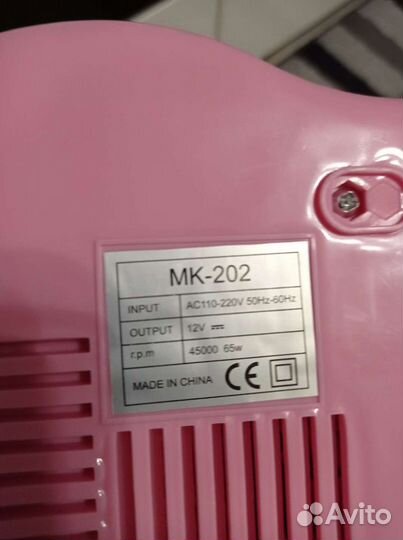 MK-202
INPUT AC110-220V 50Hz-60Hz
OUTPUT 12V
r.p.m 45000 65w
MADE IN CHINA CE
Avito